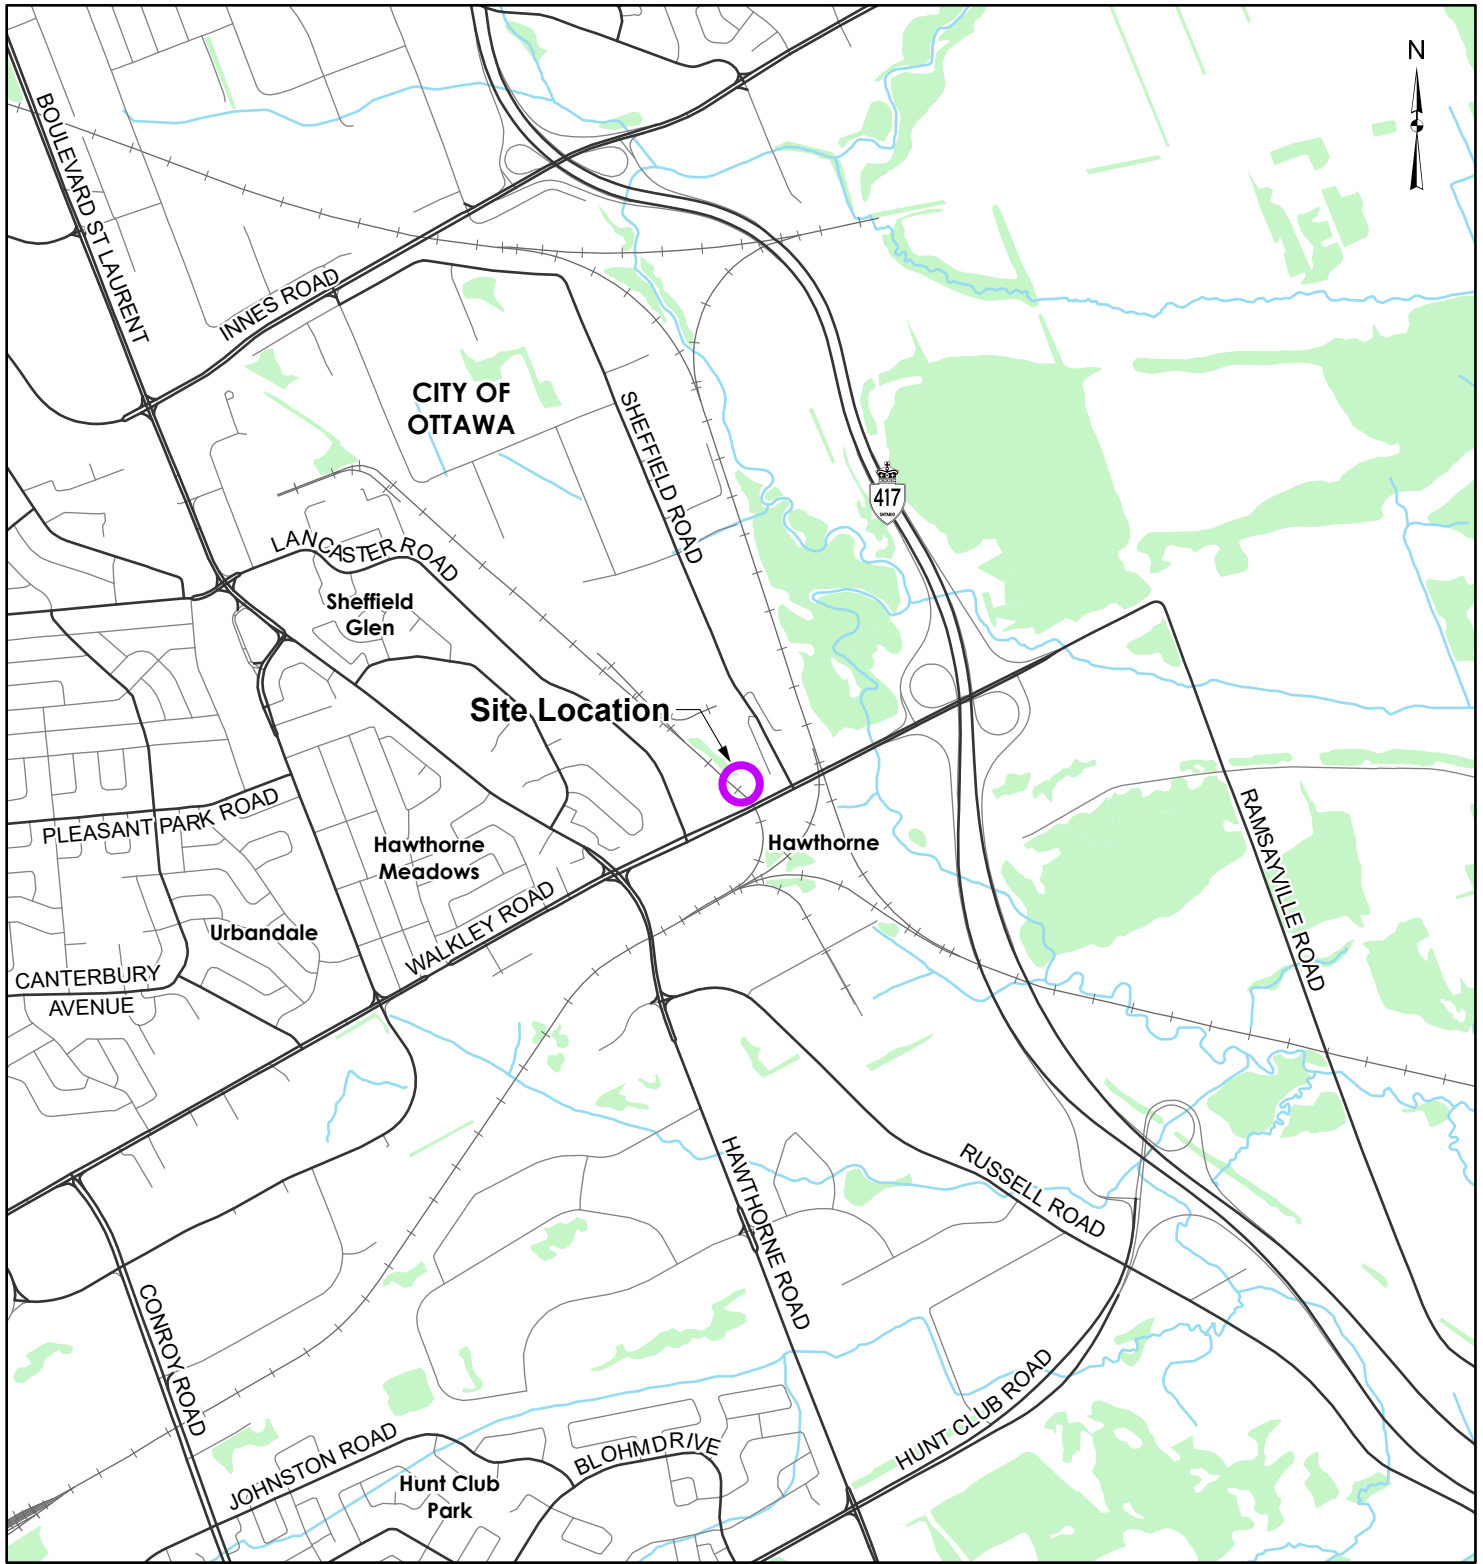 N
BOULEVARD ST LAURENT
INNES ROAD
CITY OF
OTTAWA
SHEFFIELD ROAD
417
ONTARIO
LANCASTER ROAD
Sheffield
Glen
Site Location
PLEASANT PARK ROAD
Hawthorne
Meadows
Hawthorne
RAMSAYVILLE ROAD
WALKLEY ROAD
Urbandale
CANTERBURY
AVENUE
HAWTHORNE ROAD
RUSSELL ROAD
CONROY ROAD
HUNT CLUB ROAD
JOHNSTON ROAD
BLOHM DRIVE
Hunt Club
Park